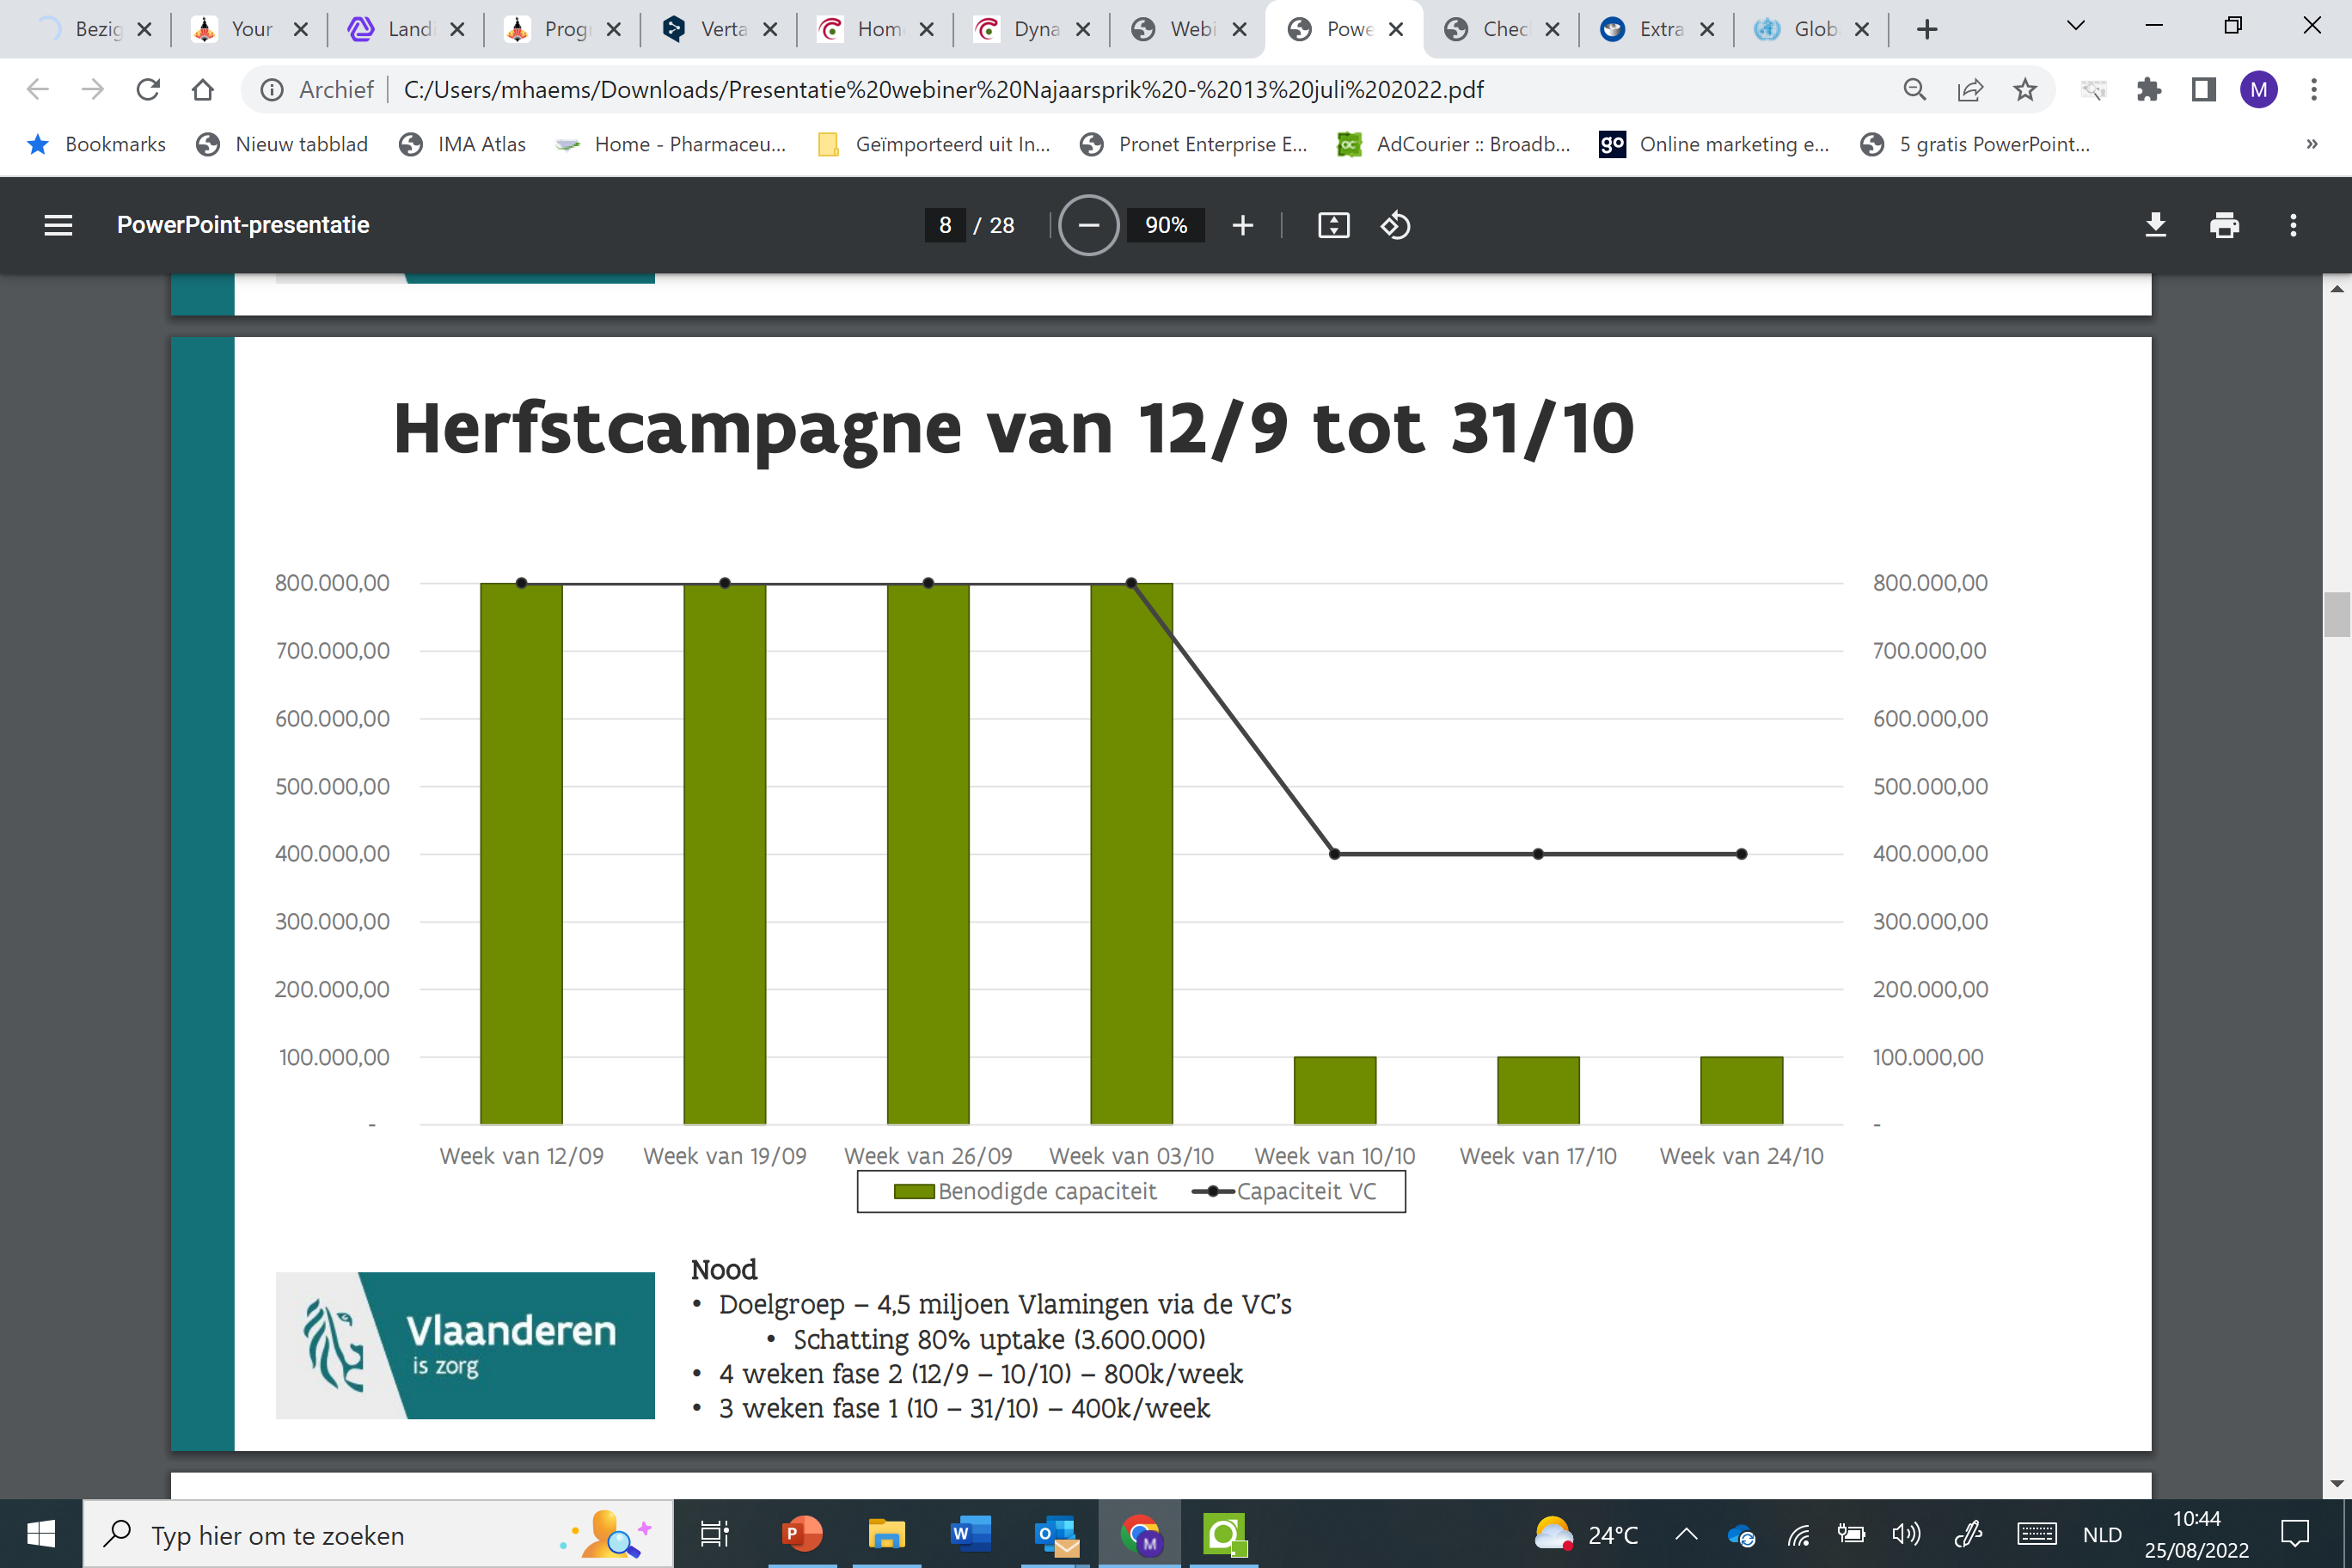 Bezig
Your
Landi
Progr
Verta
Home
Dyna
Webi
Powe
Chec
Extra
Glob
Archief
C:/Users/mhaems/Downloads/Presentatie%20webiner%20Najaarsprik%20-%2013%20juli%202022.pdf
M
Bookmarks
Nieuw tabblad
IMA Atlas
Home - Pharmaceu...
Geïmporteerd uit In...
Pronet Enterprise E...
AdCourier :: Broadb...
go
Online marketing e...
5 gratis PowerPoint...
»
PowerPoint-presentatie
8 / 28
90%
Herfstcampagne van 12/9 tot 31/10
800.000,00 800.000,00
700.000,00 700.000,00
600.000,00 600.000,00
500.000,00 500.000,00
400.000,00 400.000,00
300.000,00 300.000,00
200.000,00 200.000,00
100.000,00 100.000,00
- -
Week van 12/09 Week van 19/09 Week van 26/09 Week van 03/10 Week van 10/10 Week van 17/10 Week van 24/10
Benodigde capaciteit Capaciteit VC
Vlaanderen
is zorg
Nood
• Doelgroep – 4,5 miljoen Vlamingen via de VC's
• Schatting 80% uptake (3.600.000)
• 4 weken fase 2 (12/9 – 10/10) – 800k/week
• 3 weken fase 1 (10 – 31/10) – 400k/week
Typ hier om te zoeken
24°C
NLD
10:44
25/08/2022